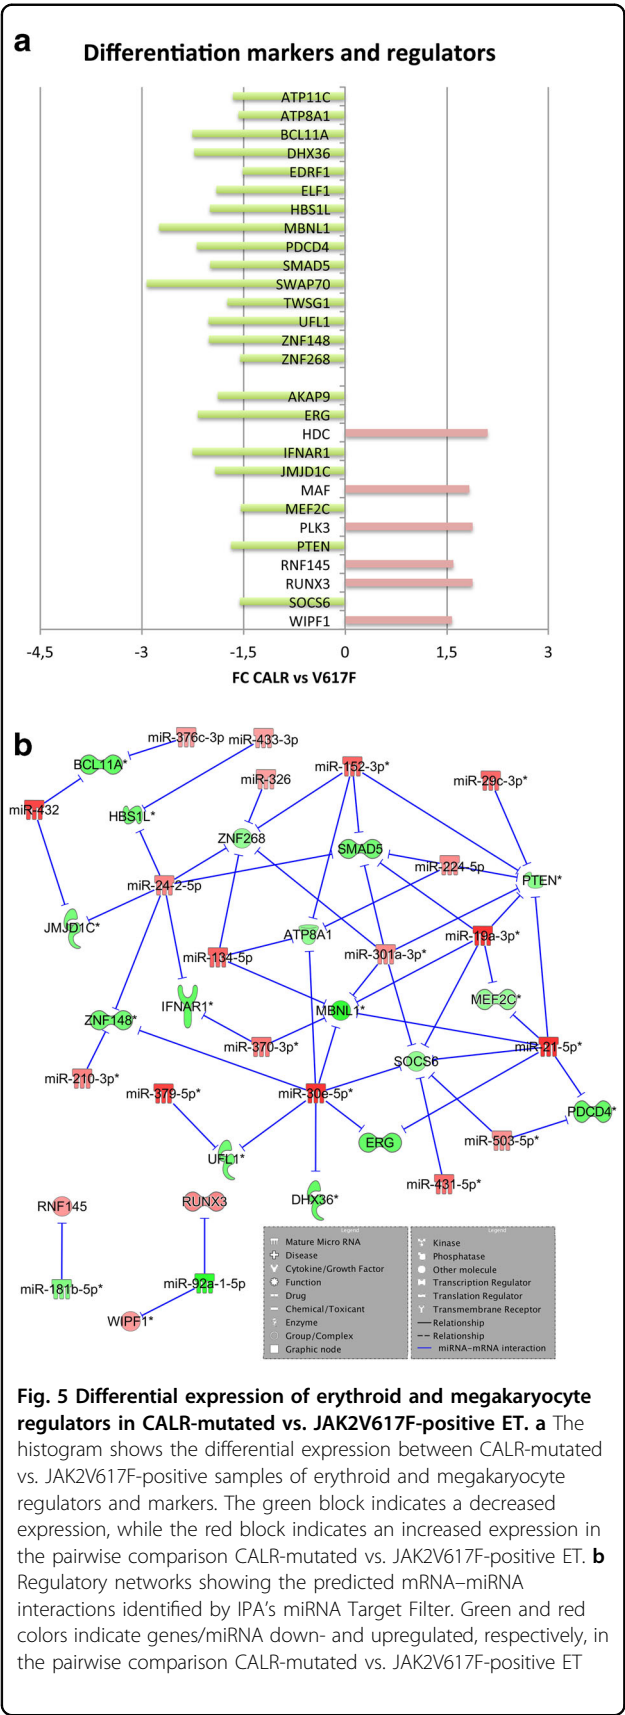 a
Differentiation markers and regulators
ATP11C
ATP8A1
BCL11A
DHX36
EDRF1
ELF1
HBS1L
MBNL1
PDCD4
SMAD5
SWAP70
TWSG1
UFL1
ZNF148
ZNF268
AKAP9
ERG
HDC
IFNAR1
JMJD1C
MAF
MEF2C
PLK3
PTEN
RNF145
RUNX3
SOCS6
WIPF1
-4,5 -3 -1,5 0 1,5 3
FC CALR vs V617F
b
miR-376c-3p miR-433-3p
BCL11A* miR-152-3p*
miR-326 miR-29c-3p*
miR-432 HBS1L*
ZNF268 SMAD5
miR-224-5p
miR-24-2-5p PTEN*
JMJD1C* ATP8A1 miR-19a-3p*
miR-134-5p miR-301a-3p*
IFNAR1* MBNL1* MEF2C*
ZNF148*
miR-370-3p* miR-21-5p*
SOCS6
miR-210-3p*
miR-379-5p* miR-30e-5p*
PDCD4*
ERG miR-503-5p*
UFL1*
miR-431-5p*
DHX36*
RNF145 RUNX3
miR-181b-5p* miR-92a-1-5p
WIPF1*
Legend
Mature Micro RNA
Disease
Cytokine/Growth Factor
Function
Drug
Chemical/Toxicant
Enzyme
Group/Complex
Graphic node
Legend
Kinase
Phosphatase
Other molecule
Transcription Regulator
Translation Regulator
Transmembrane Receptor
Relationship
Relationship
miRNA–mRNA interaction
Fig. 5 Differential expression of erythroid and megakaryocyte
regulators in CALR-mutated vs. JAK2V617F-positive ET. a The
histogram shows the differential expression between CALR-mutated
vs. JAK2V617F-positive samples of erythroid and megakaryocyte
regulators and markers. The green block indicates a decreased
expression, while the red block indicates an increased expression in
the pairwise comparison CALR-mutated vs. JAK2V617F-positive ET. b
Regulatory networks showing the predicted mRNA–miRNA
interactions identified by IPA's miRNA Target Filter. Green and red
colors indicate genes/miRNA down- and upregulated, respectively, in
the pairwise comparison CALR-mutated vs. JAK2V617F-positive ET